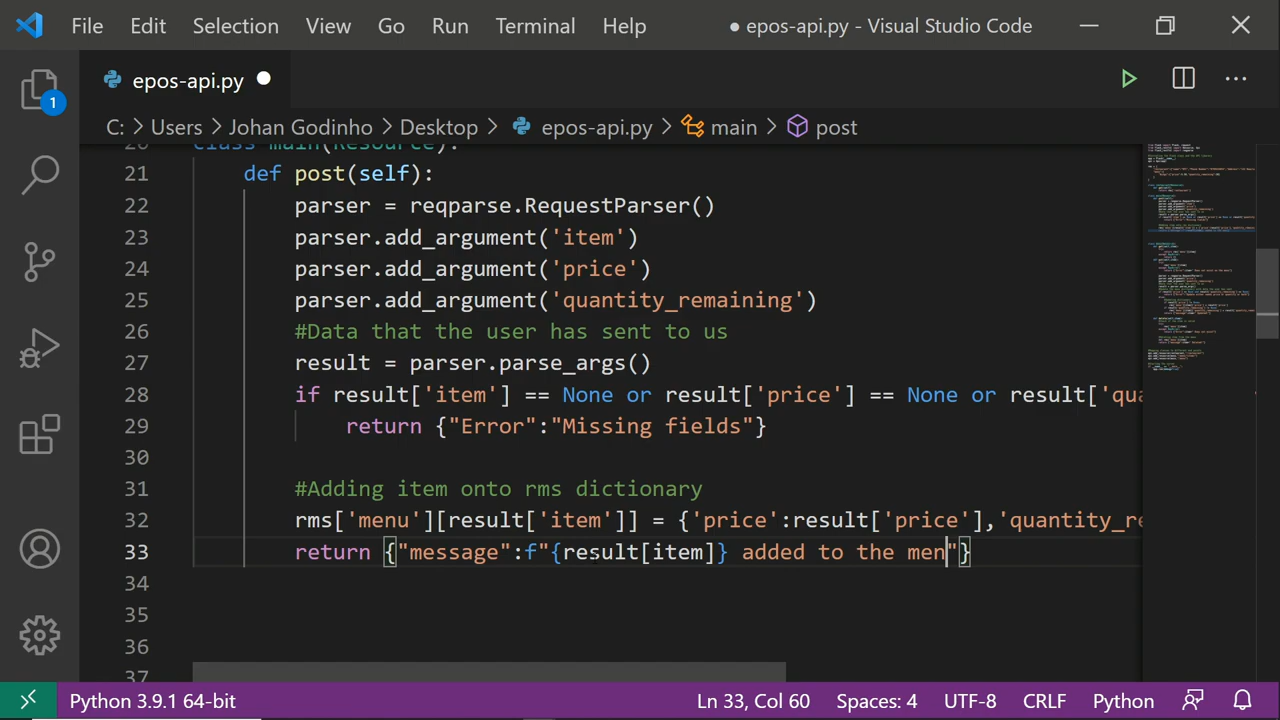 File Edit Selection View Go Run Terminal Help ● epos-api.py - Visual Studio Code
epos-api.py
1
C: > Users > Johan Godinho > Desktop > epos-api.py > main > post
20 class main(Resource):
21 def post(self):
22 parser = reqparse.RequestParser()
23 parser.add_argument('item')
24 parser.add_argument('price')
25 parser.add_argument('quantity_remaining')
26 #Data that the user has sent to us
27 result = parser.parse_args()
28 if result['item'] == None or result['price'] == None or result['qua
29 return {"Error":"Missing fields"}
30
31 #Adding item onto rms dictionary
32 rms['menu'][result['item']] = {'price':result['price'],'quantity_re
33 return {"message":f"{result[item]} added to the men"}
34
35
36
37
Python 3.9.1 64-bit Ln 33, Col 60 Spaces: 4 UTF-8 CRLF Python